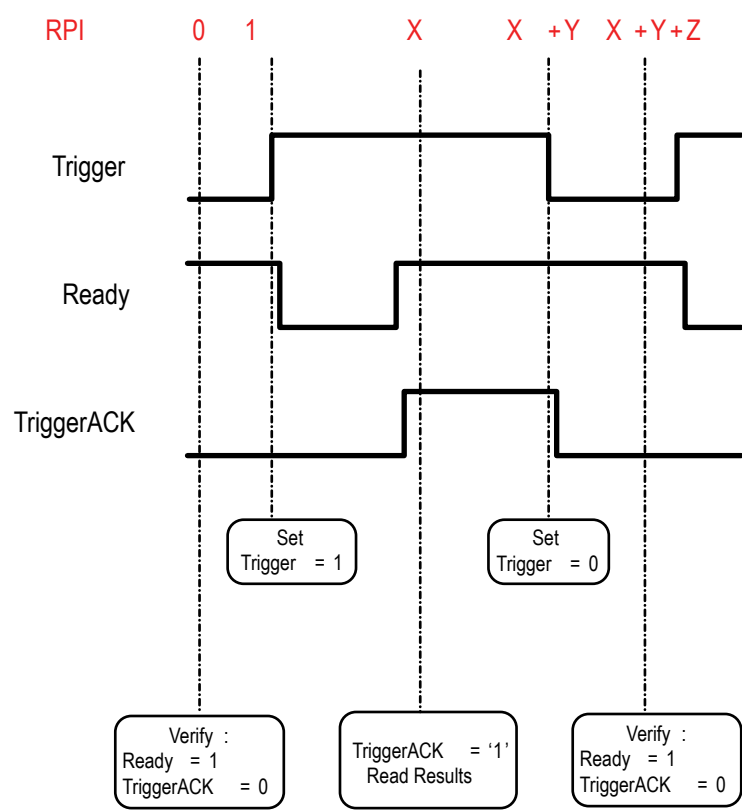 RPI 0 1 X X +Y X +Y+Z
Trigger
Ready
TriggerACK
Set
Trigger = 1
Set
Trigger = 0
Verify :
Ready = 1
TriggerACK = 0
TriggerACK = ‘1’
Read Results
Verify :
Ready = 1
TriggerACK = 0